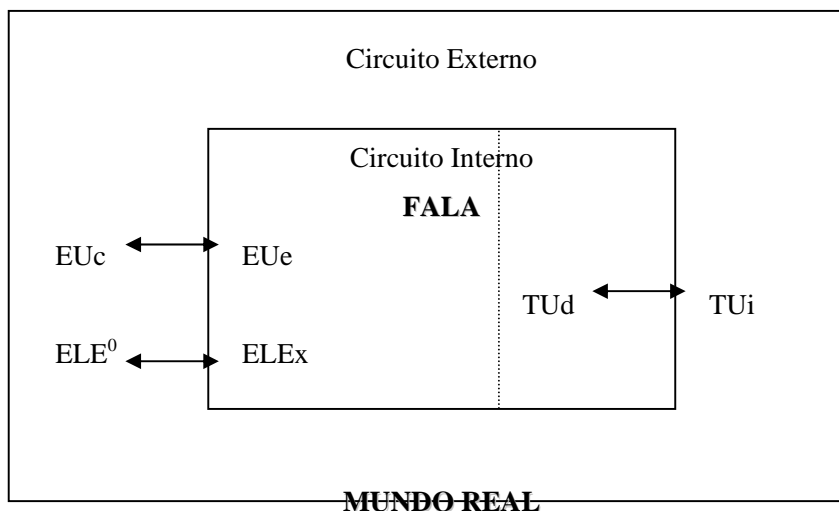 Circuito Externo
Circuito Interno
FALA
EUc EUe
TUd TUi
ELE⁰ ELEx
MUNDO REAL